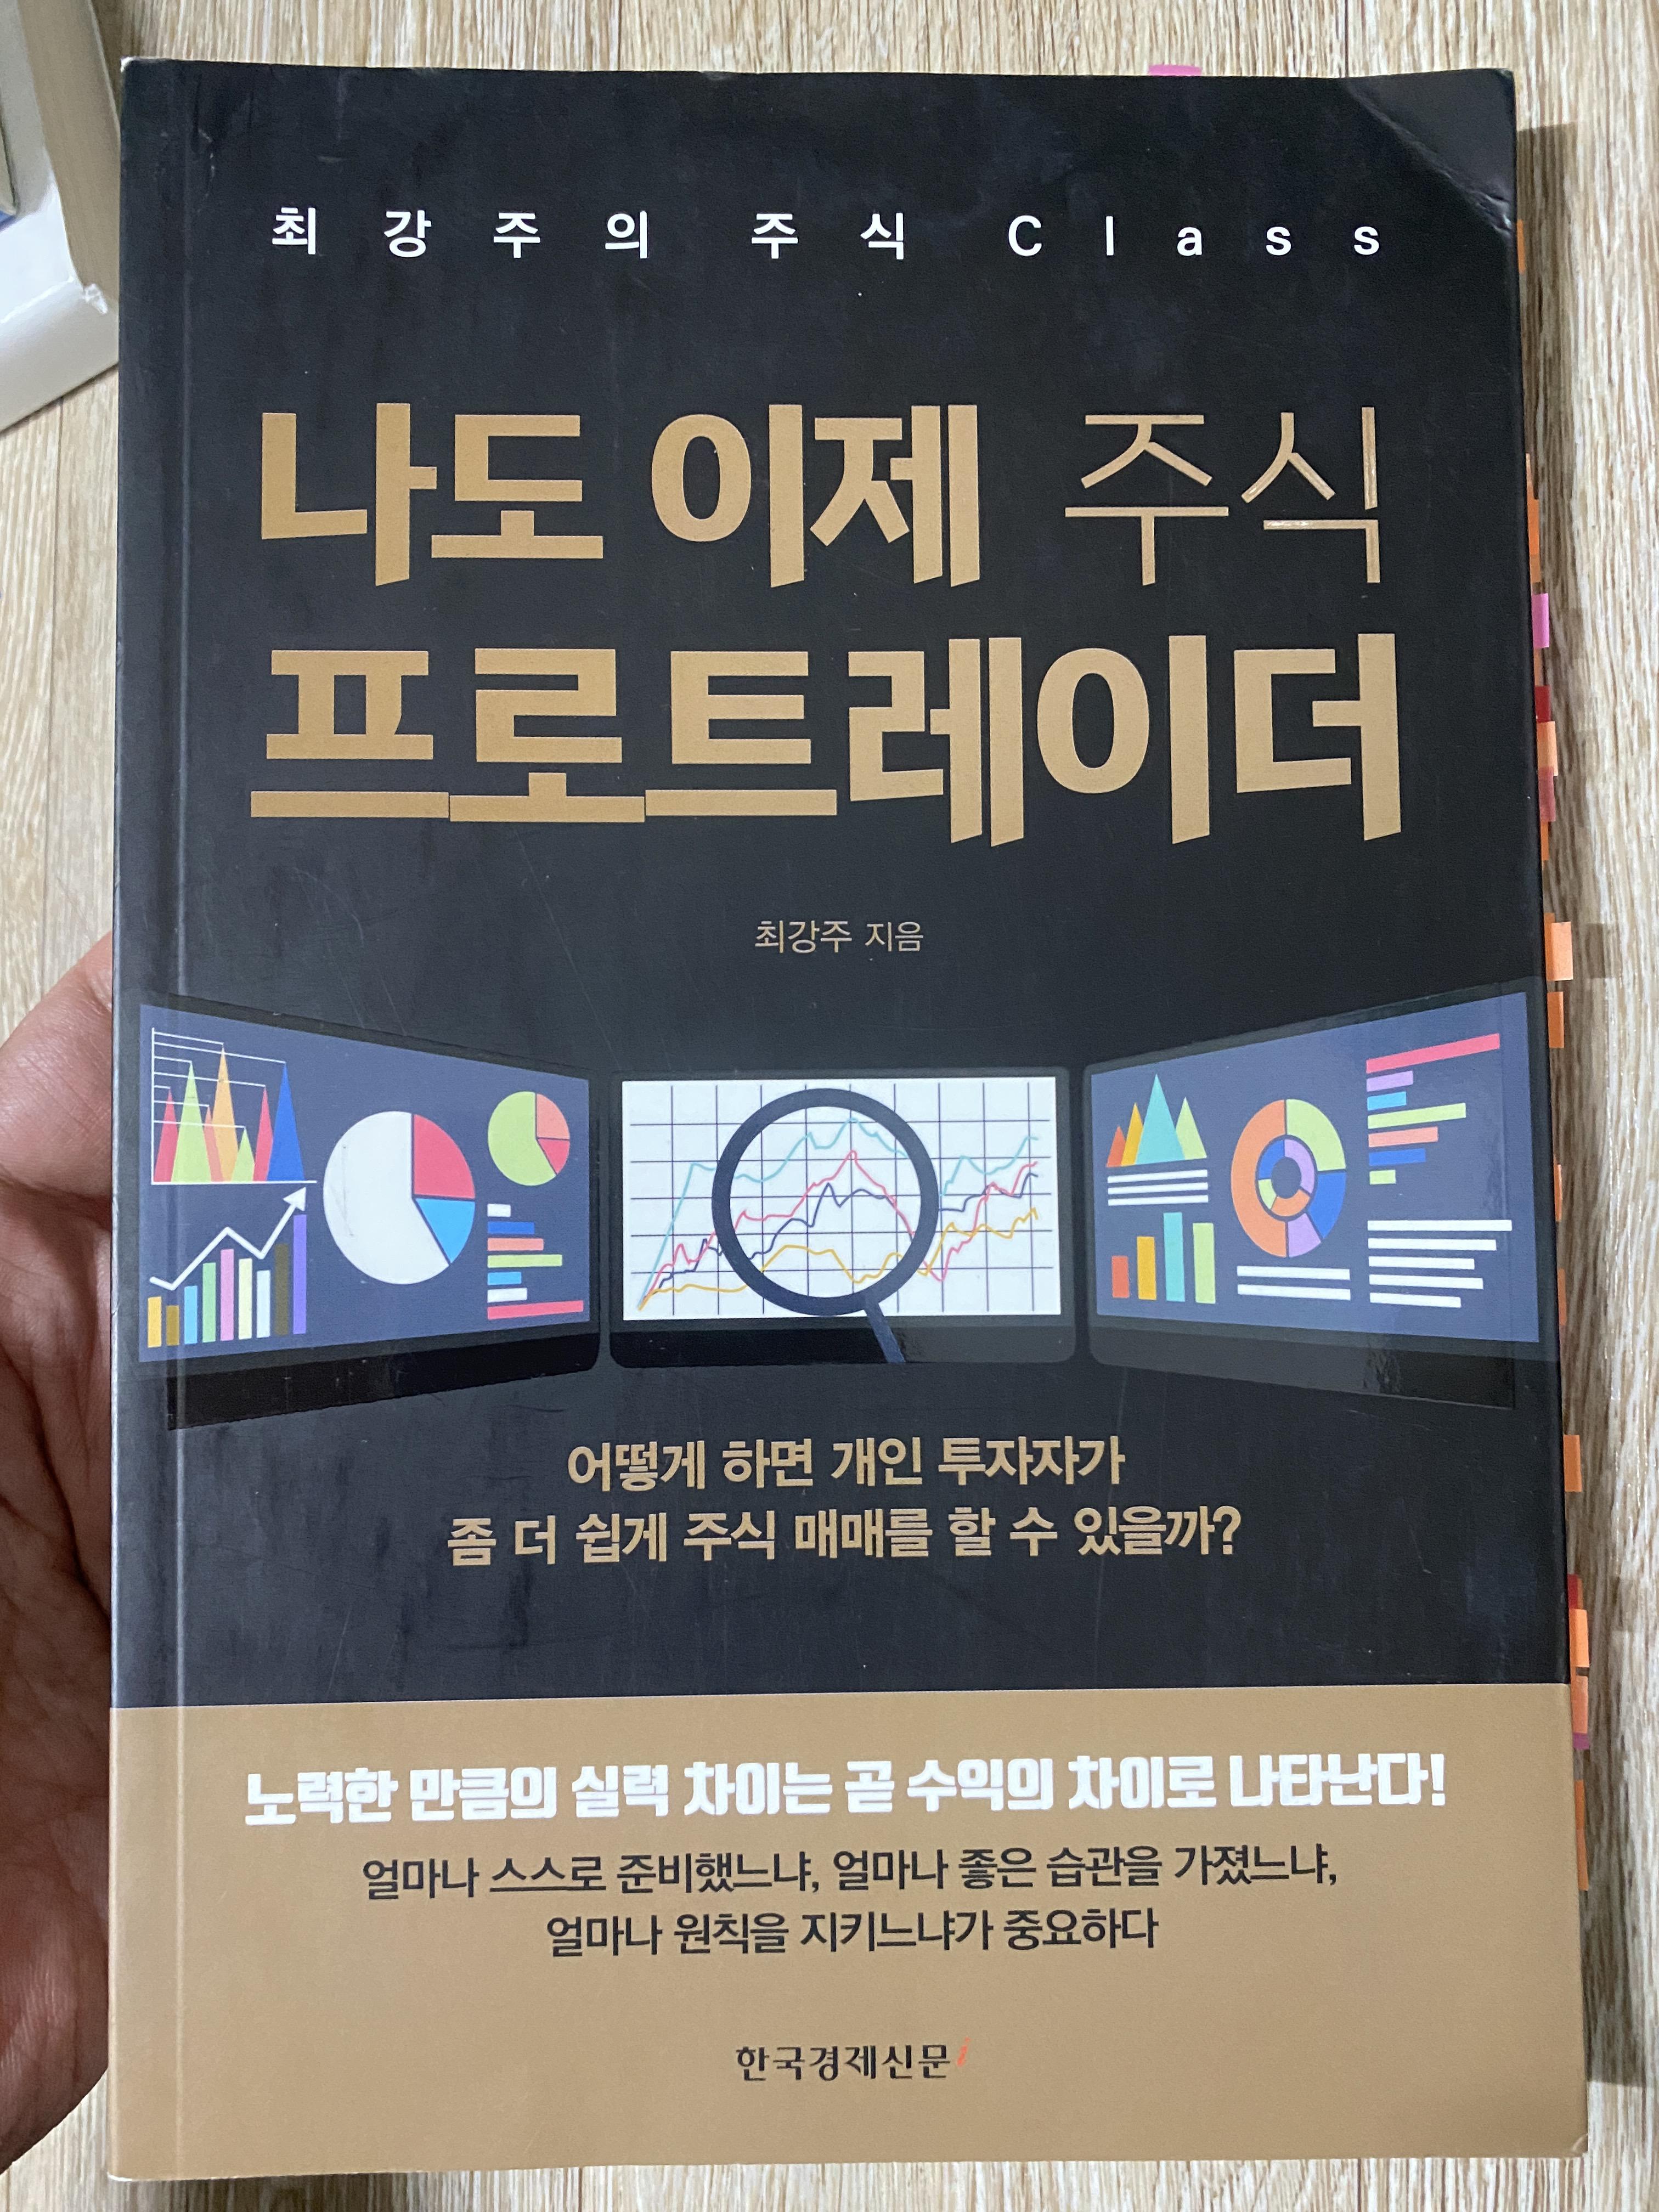 최강주의 주식 Class
나도 이제 주식
프로트레이더
최강주 지음
어떻게 하면 개인 투자자가
좀 더 쉽게 주식 매매를 할 수 있을까?
노력한 만큼의 실력 차이는 곧 수익의 차이로 나타난다!
얼마나 스스로 준비했느냐, 얼마나 좋은 습관을 가졌느냐,
얼마나 원칙을 지키느냐가 중요하다
한국경제신문 i